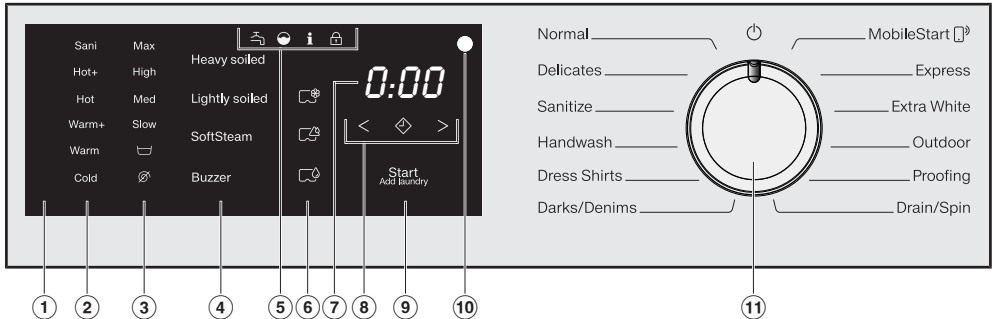 Sani
Hot+
Hot
Warm+
Warm
Cold
Max
High
Med
Slow
Heavy soiled
Lightly soiled
SoftSteam
Buzzer
0:00
< >
Start
Add laundry
Normal
Delicates
Sanitize
Handwash
Dress Shirts
Darks/Denims
MobileStart
Express
Extra White
Outdoor
Proofing
Drain/Spin
① ② ③ ④ ⑤ ⑥ ⑦ ⑧ ⑨ ⑩ ⑪